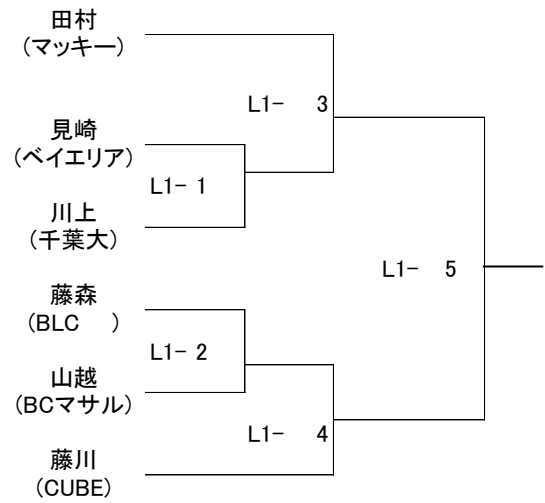 田村
(マッキー)
L1- 3
見崎
(ベイエリア)
L1- 1
川上
(千葉大)
L1- 5
藤森
(BLC )
L1- 2
山越
(BCマサル)
L1- 4
藤川
(CUBE)